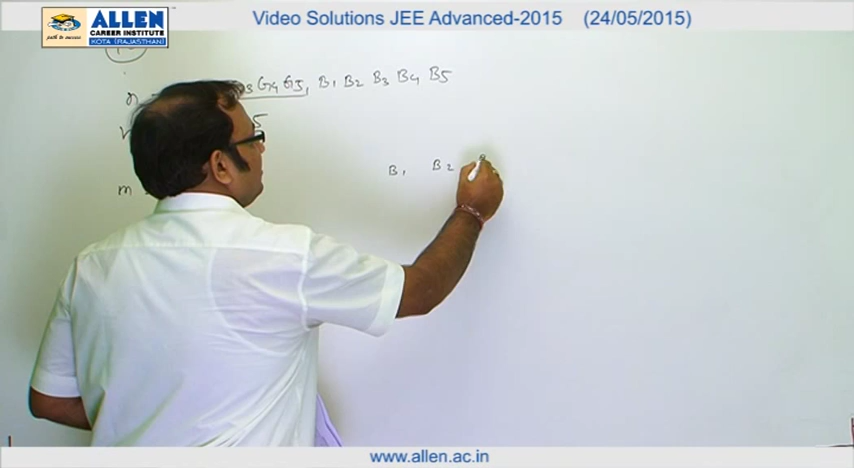 ALLEN
CAREER INSTITUTE
KOTA (RAJASTHAN)
path to success
Video Solutions JEE Advanced-2015 (24/05/2015)
n G4 G5, B1 B2 B3 B4 B5
5
m
B1 B2
www.allen.ac.in